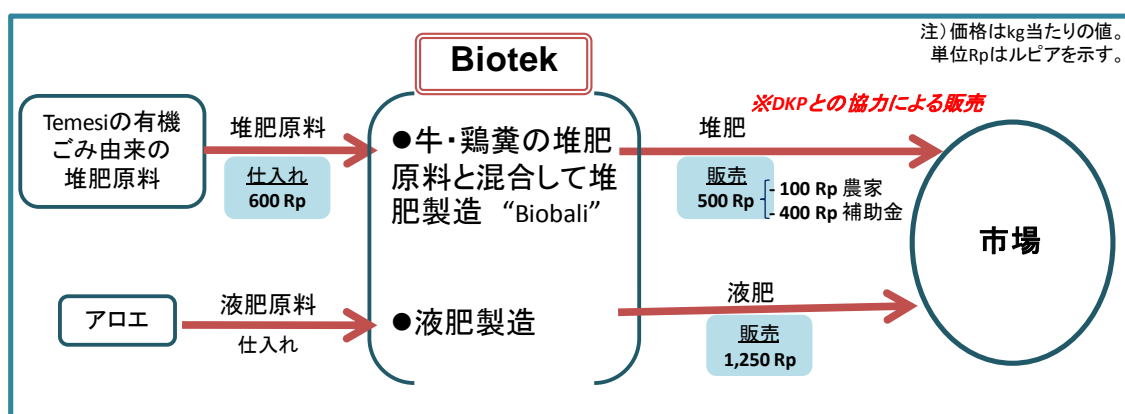 注）価格はkg当たりの値。
単位Rpはルピアを示す。
Biotek
※DKPとの協力による販売
Temesiの有機
ごみ由来の
堆肥原料
堆肥原料
仕入れ
600 Rp
●牛・鶏糞の堆肥
原料と混合して堆
肥製造 “Biobali”
堆肥
販売
500 Rp
- 100 Rp 農家
- 400 Rp 補助金
市場
アロエ
液肥原料
仕入れ
●液肥製造
液肥
販売
1,250 Rp